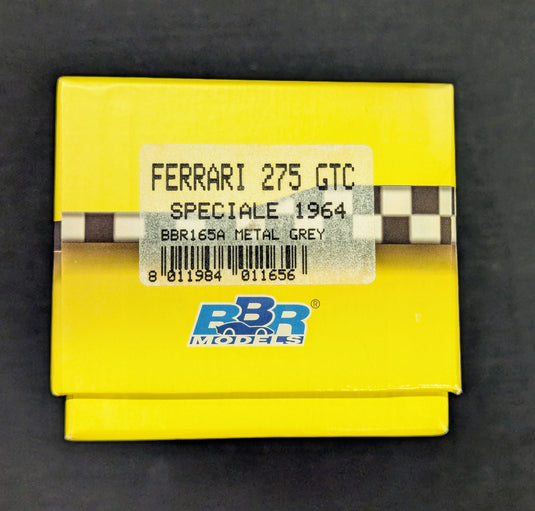 FERRARI 275 GTC
SPECIALE 1964
BBR165A METAL GREY
8 011984 011656
BBR®
MODELS